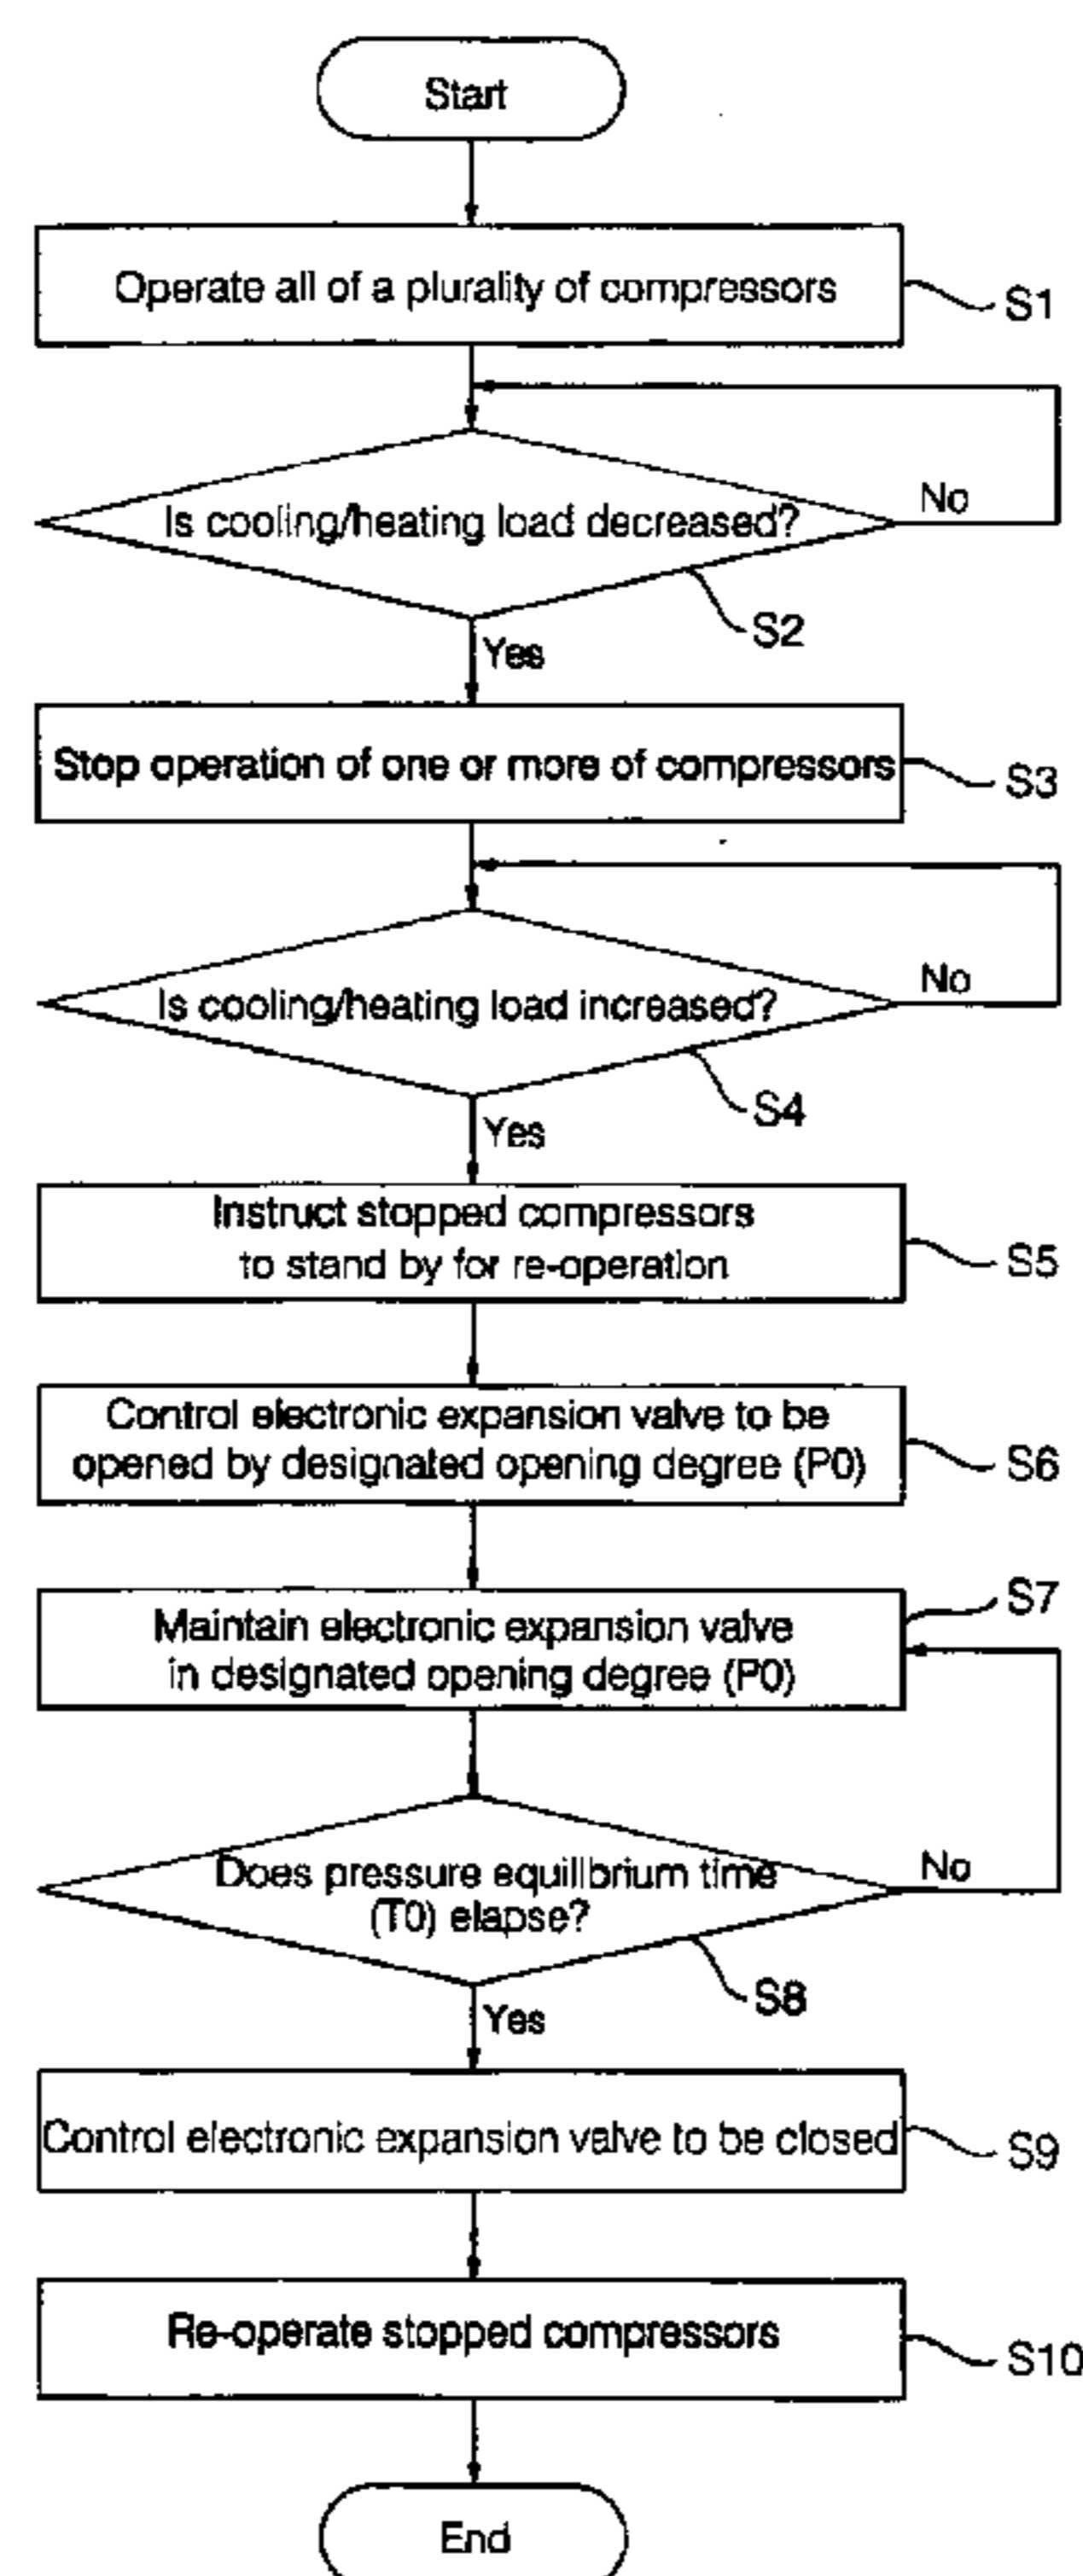 Start
Operate all of a plurality of compressors
S1
Is cooling/heating load decreased?
No
S2
Yes
Stop operation of one or more of compressors
S3
Is cooling/heating load increased?
No
S4
Yes
Instruct stopped compressors
to stand by for re-operation
S5
Control electronic expansion valve to be
opened by designated opening degree (P0)
S6
Maintain electronic expansion valve
in designated opening degree (P0)
S7
Does pressure equilibrium time
(T0) elapse?
No
S8
Yes
Control electronic expansion valve to be closed
S9
Re-operate stopped compressors
S10
End